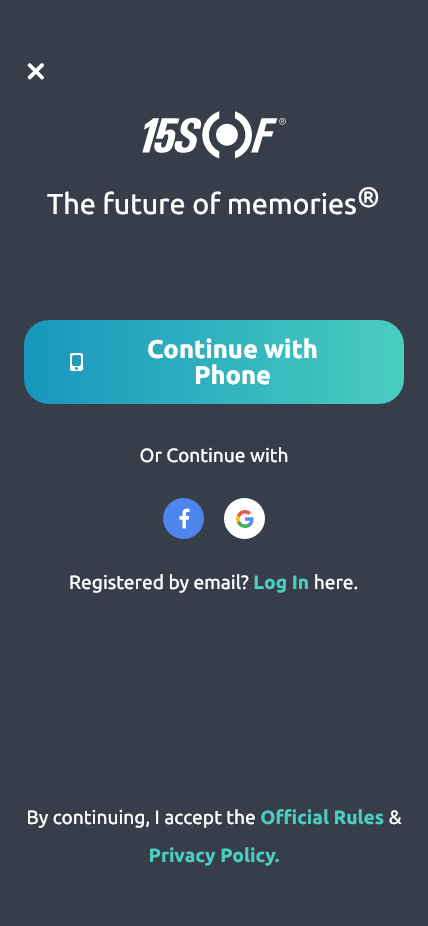 15SOF®
The future of memories®
Continue with
Phone
Or Continue with
Registered by email? Log In here.
By continuing, I accept the Official Rules &
Privacy Policy.